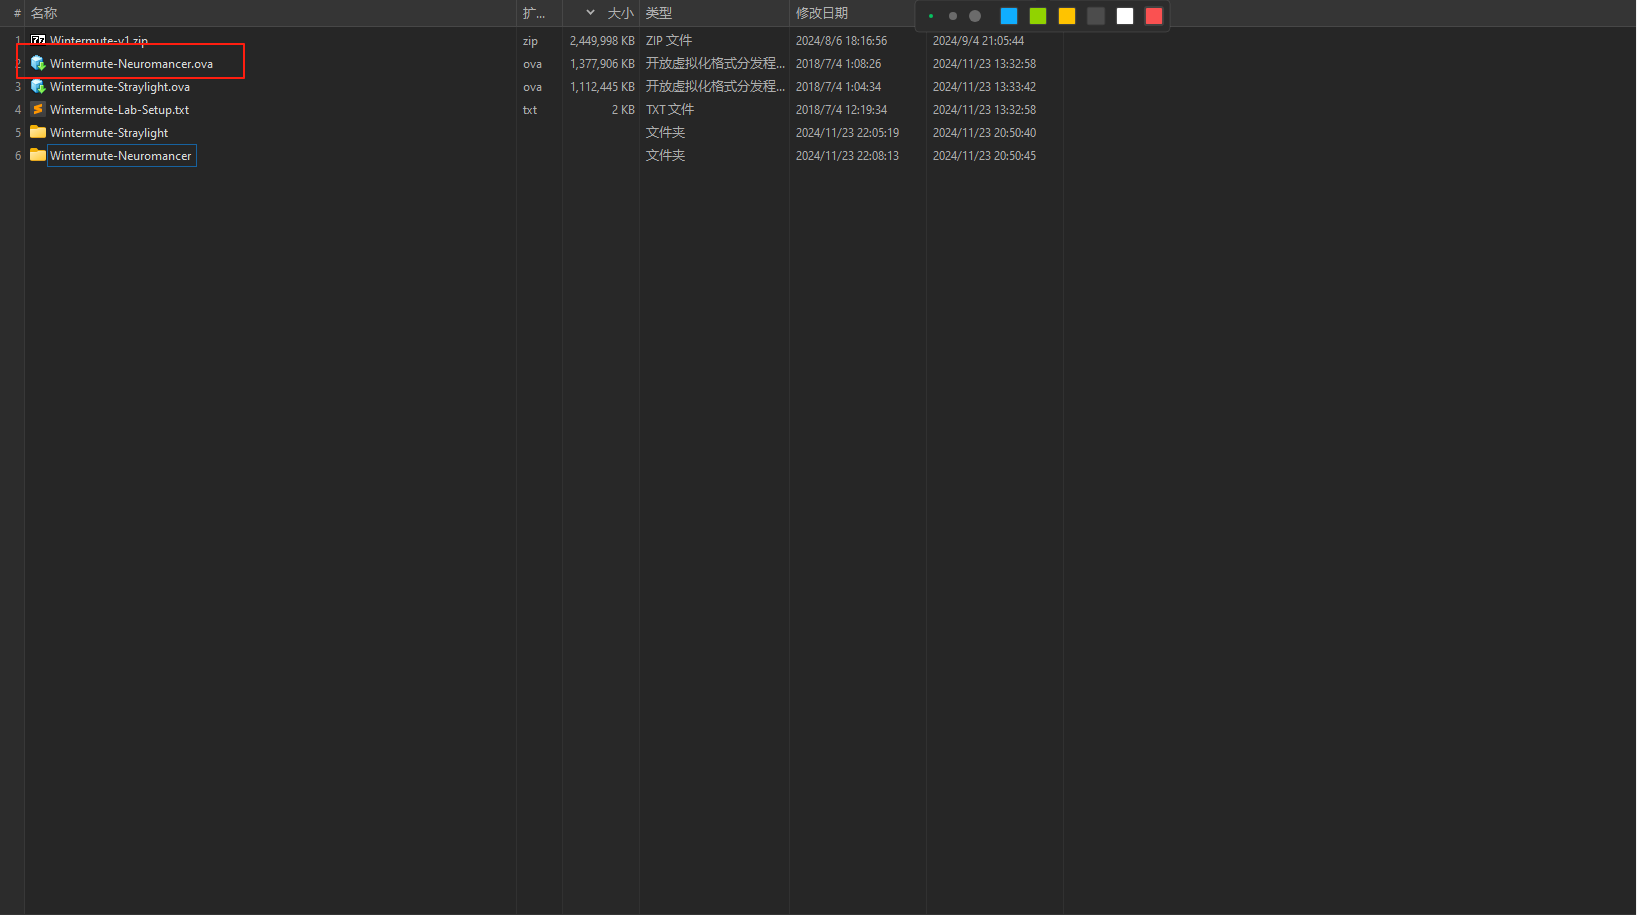 # 名称 扩... 大小 类型 修改日期
1 Wintermute-v1.zip zip 2,449,998 KB ZIP 文件 2024/8/6 18:16:56 2024/9/4 21:05:44
2 Wintermute-Neuromancer.ova ova 1,377,906 KB 开放虚拟化格式分发程... 2018/7/4 1:08:26 2024/11/23 13:32:58
3 Wintermute-Straylight.ova ova 1,112,445 KB 开放虚拟化格式分发程... 2018/7/4 1:04:34 2024/11/23 13:33:42
4 Wintermute-Lab-Setup.txt txt 2 KB TXT 文件 2018/7/4 12:19:34 2024/11/23 13:32:58
5 Wintermute-Straylight 文件夹 2024/11/23 22:05:19 2024/11/23 20:50:40
6 Wintermute-Neuromancer 文件夹 2024/11/23 22:08:13 2024/11/23 20:50:45